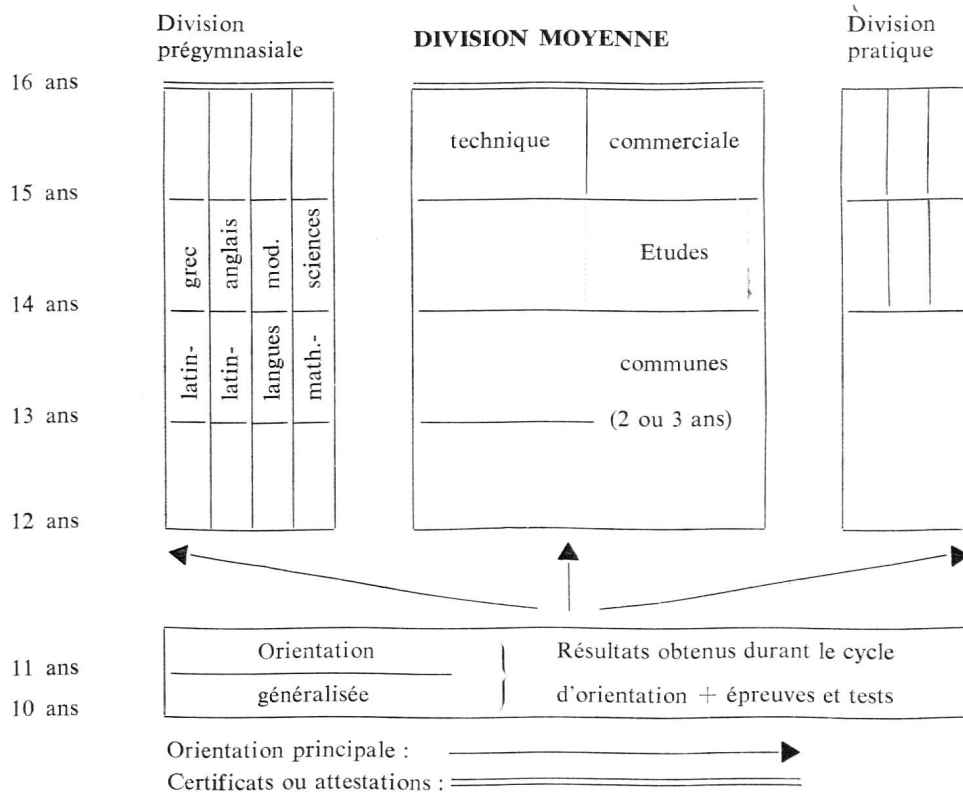 Division
prégymnasiale
DIVISION MOYENNE
Division
pratique
16 ans
technique
commerciale
15 ans
grec
anglais
mod.
sciences
Etudes
14 ans
latin-
latin-
langues
math.-
communes
13 ans
(2 ou 3 ans)
12 ans
Orientation
Résultats obtenus durant le cycle
11 ans
généralisée
d'orientation + épreuves et tests
10 ans
Orientation principale :
Certificats ou attestations :